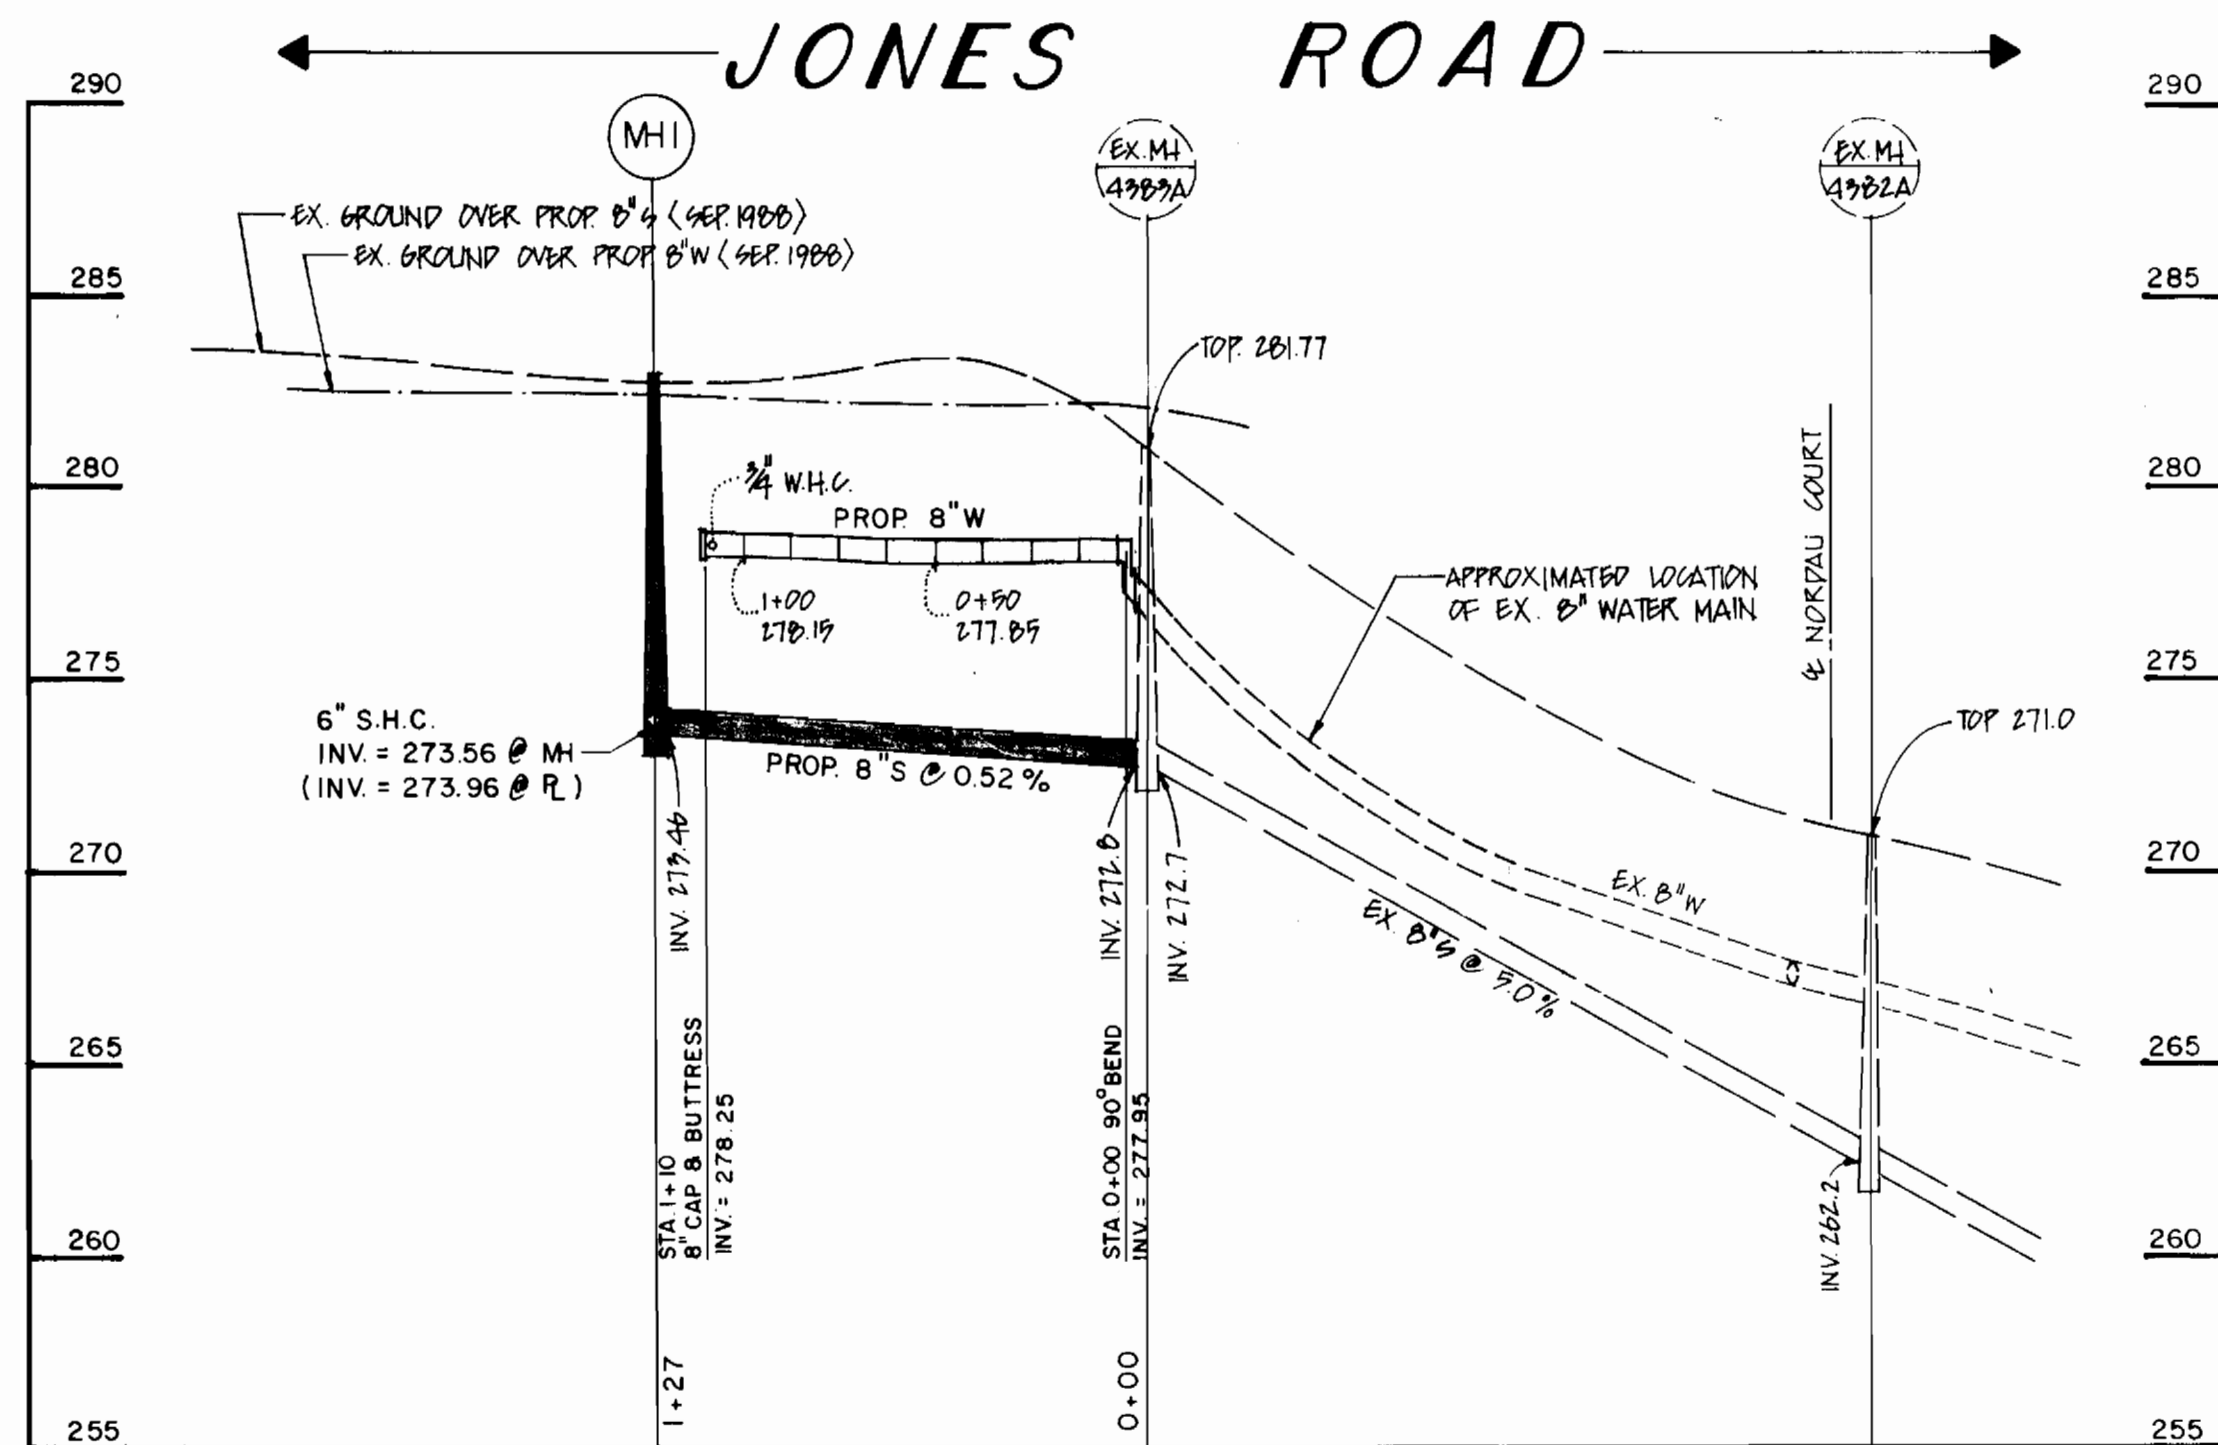 JONES ROAD
290
290
MH1
EX. MH
4383A
EX. MH
4382A
EX. GROUND OVER PROP. 8"S (SEP. 1988)
EX. GROUND OVER PROP 8"W (SEP. 1988)
285
285
TOP. 281.77
280
280
3/4" W.H.C.
PROP. 8"W
1+00
278.15
0+50
277.85
APPROXIMATED LOCATION
OF EX. 8" WATER MAIN
℄ NORDAU COURT
275
275
6" S.H.C.
INV. = 273.56 @ MH
(INV. = 273.96 @ PL)
PROP. 8"S @ 0.52%
TOP 271.0
INV. 273.46
INV. 272.8
INV. 272.7
270
270
EX. 8"W
EX. 8"S @ 5.0%
265
265
STA. 1+10
8" CAP & BUTTRESS
INV. = 278.25
STA. 0+00 90° BEND
INV. = 277.95
INV. 262.2
260
260
1+27
0+00
255
255